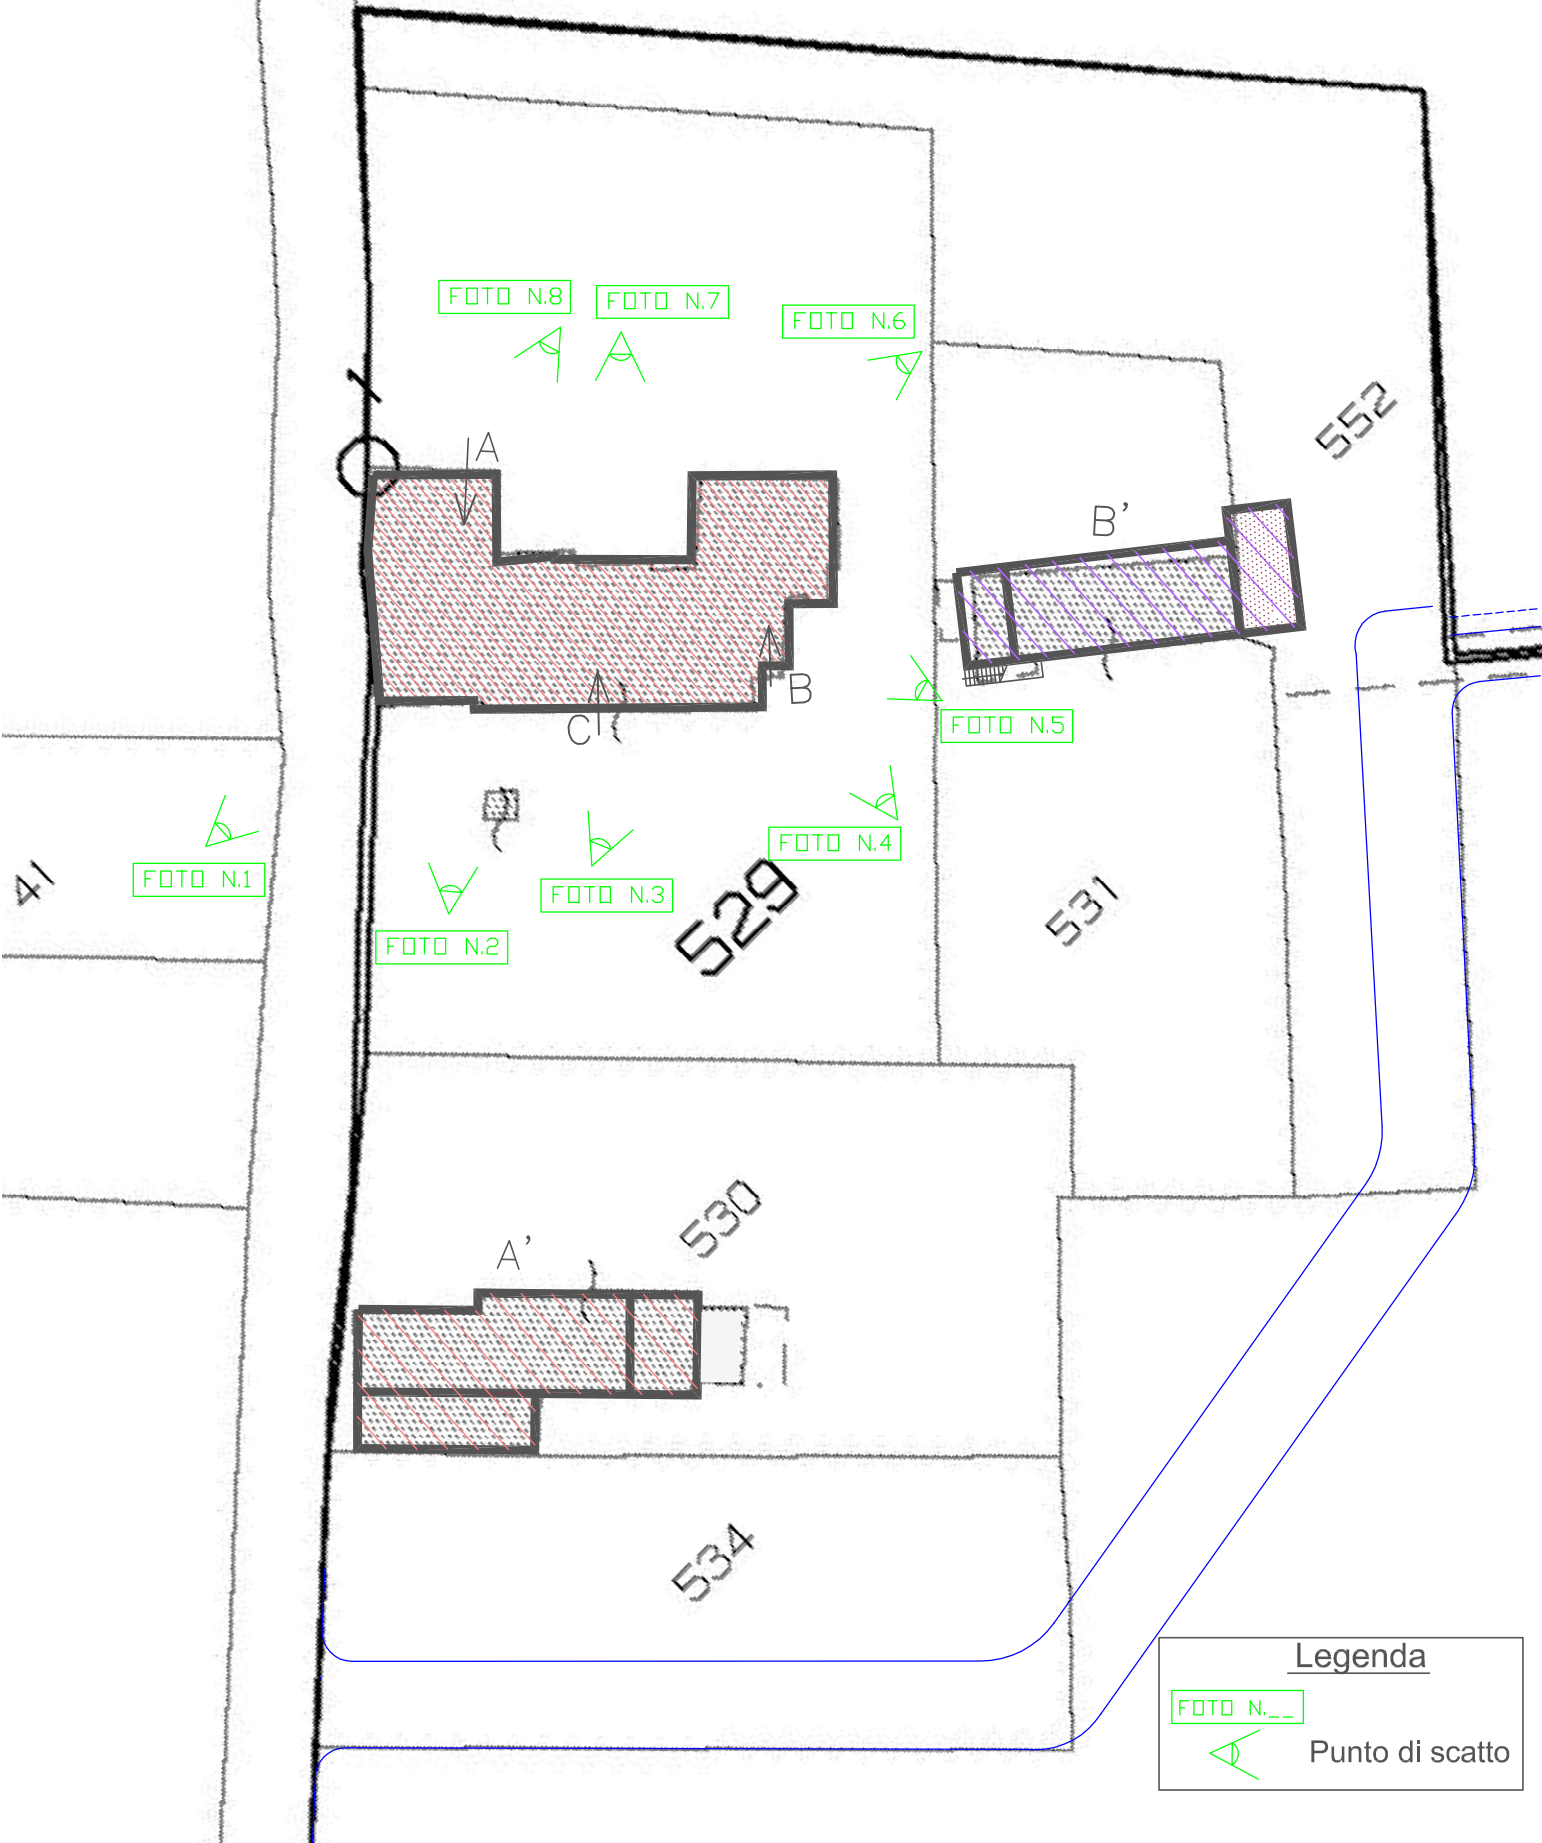 FOTO N.8
FOTO N.7
FOTO N.6
1
552
A
B'
B
C
FOTO N.5
FOTO N.4
41
FOTO N.1
FOTO N.3
529
531
FOTO N.2
530
A'
534
Legenda
FOTO N.__
Punto di scatto